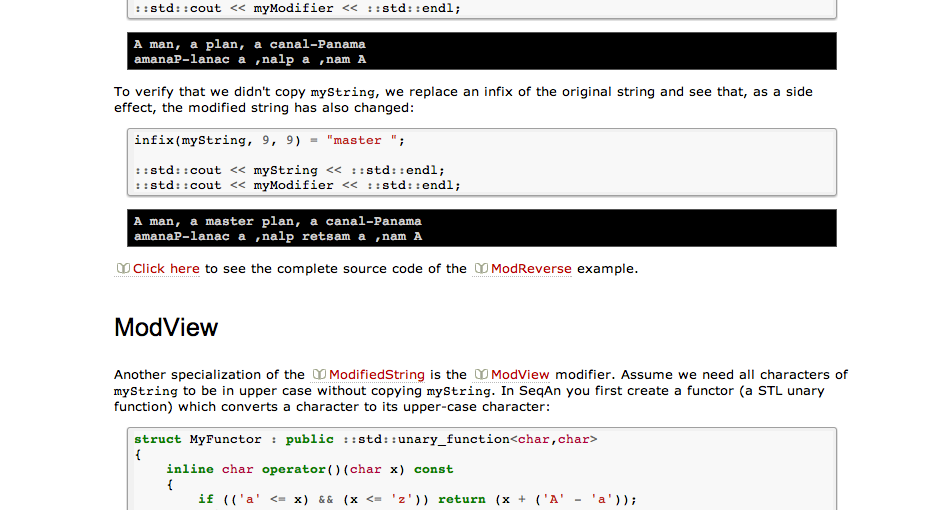 ::std::cout << myModifier << ::std::endl;
A man, a plan, a canal-Panama
amanaP-lanac a ,nalp a ,nam A
To verify that we didn't copy myString, we replace an infix of the original string and see that, as a side
effect, the modified string has also changed:
infix(myString, 9, 9) = "master ";
::std::cout << myString << ::std::endl;
::std::cout << myModifier << ::std::endl;
A man, a master plan, a canal-Panama
amanaP-lanac a ,nalp retsam a ,nam A
Click here to see the complete source code of the ModReverse example.
ModView
Another specialization of the ModifiedString is the ModView modifier. Assume we need all characters of
myString to be in upper case without copying myString. In SeqAn you first create a functor (a STL unary
function) which converts a character to its upper-case character:
struct MyFunctor : public ::std::unary_function<char,char>
{
    inline char operator()(char x) const
    {
        if (('a' <= x) && (x <= 'z')) return (x + ('A' - 'a'));